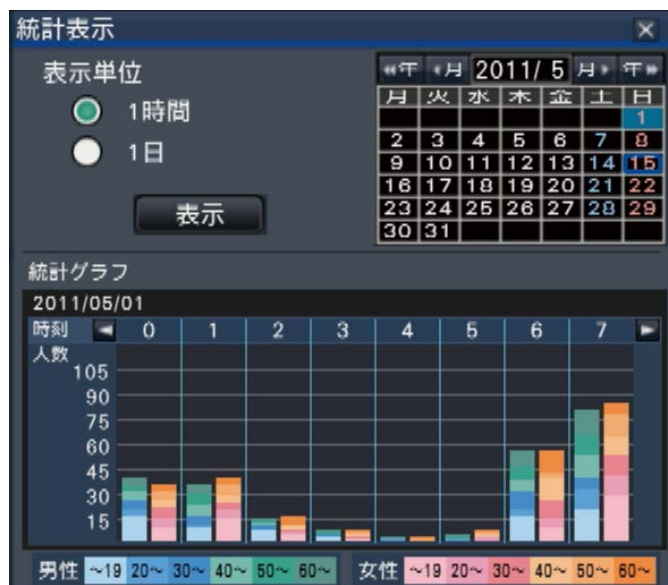 統計表示
表示単位
1時間
1日
表示
年 月 2011/ 5 月 年
月 火 水 木 金 土 日
1
2 3 4 5 6 7 8
9 10 11 12 13 14 15
16 17 18 19 20 21 22
23 24 25 26 27 28 29
30 31
統計グラフ
2011/05/01
時刻 0 1 2 3 4 5 6 7
人数
105
90
75
60
45
30
15
男性 ~19 20~ 30~ 40~ 50~ 60~ 女性 ~19 20~ 30~ 40~ 50~ 60~